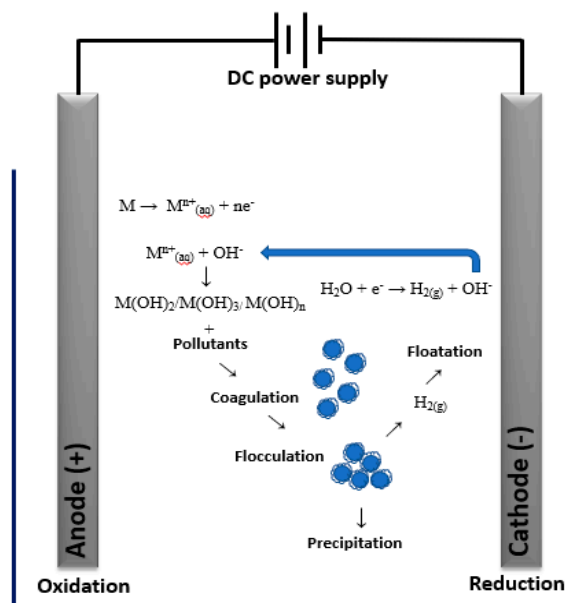 DC power supply
M → Mⁿ⁺(aq) + ne⁻
Mⁿ⁺(aq) + OH⁻
↓
H₂O + e⁻ → H₂(g) + OH⁻
M(OH)₂/M(OH)₃/ M(OH)ₙ
+
Pollutants
Floatation
Coagulation
H₂(g)
Flocculation
Precipitation
Anode (+)
Cathode (-)
Oxidation
Reduction